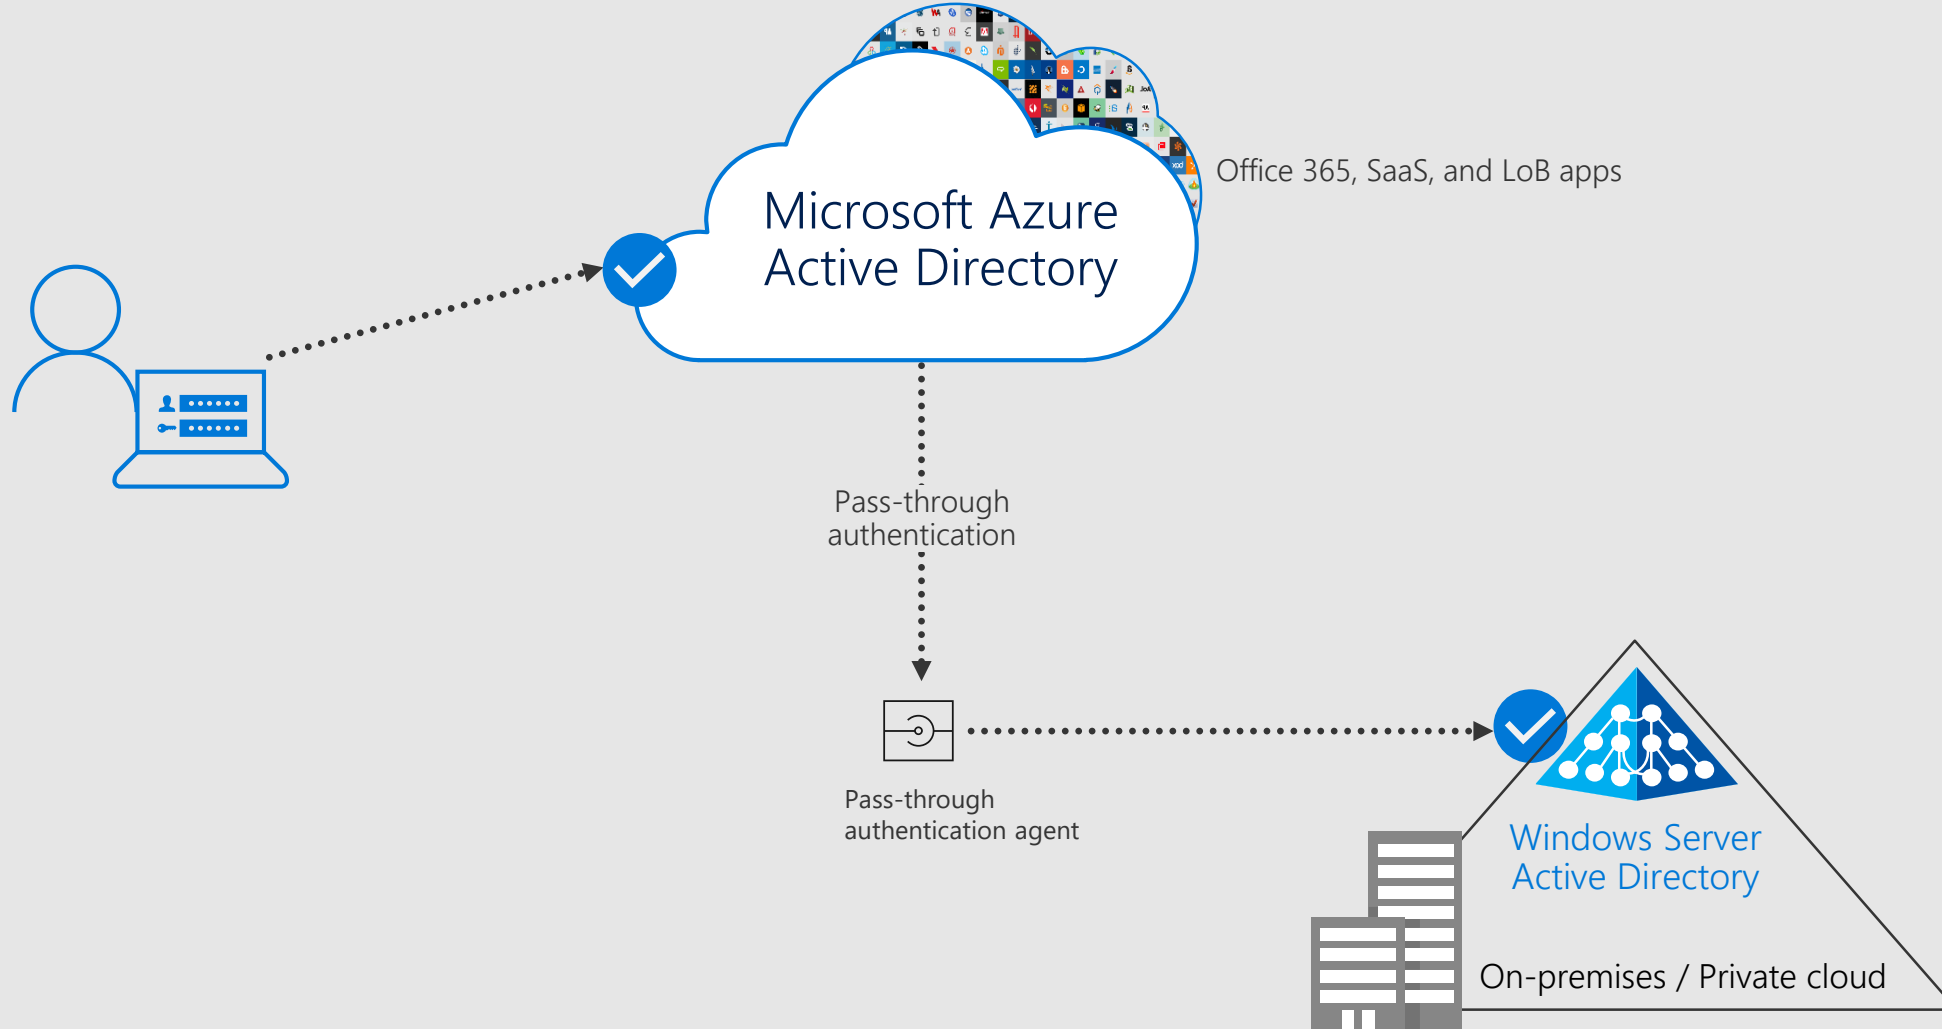 Microsoft Azure
Active Directory
Office 365, SaaS, and LoB apps
Pass-through
authentication
Pass-through
authentication agent
Windows Server
Active Directory
On-premises / Private cloud